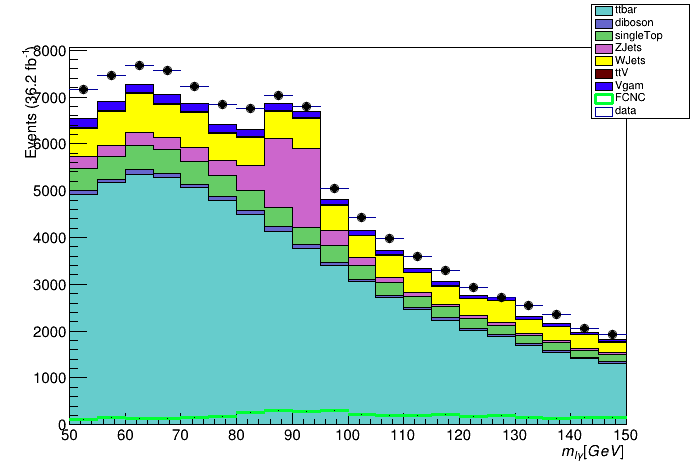 ttbar
diboson
singleTop
ZJets
WJets
ttV
Vgam
FCNC
data
Events (36.2 fb⁻¹)
8000
7000
6000
5000
4000
3000
2000
1000
0
50 60 70 80 90 100 110 120 130 140 150
m_{lγ}[GeV]